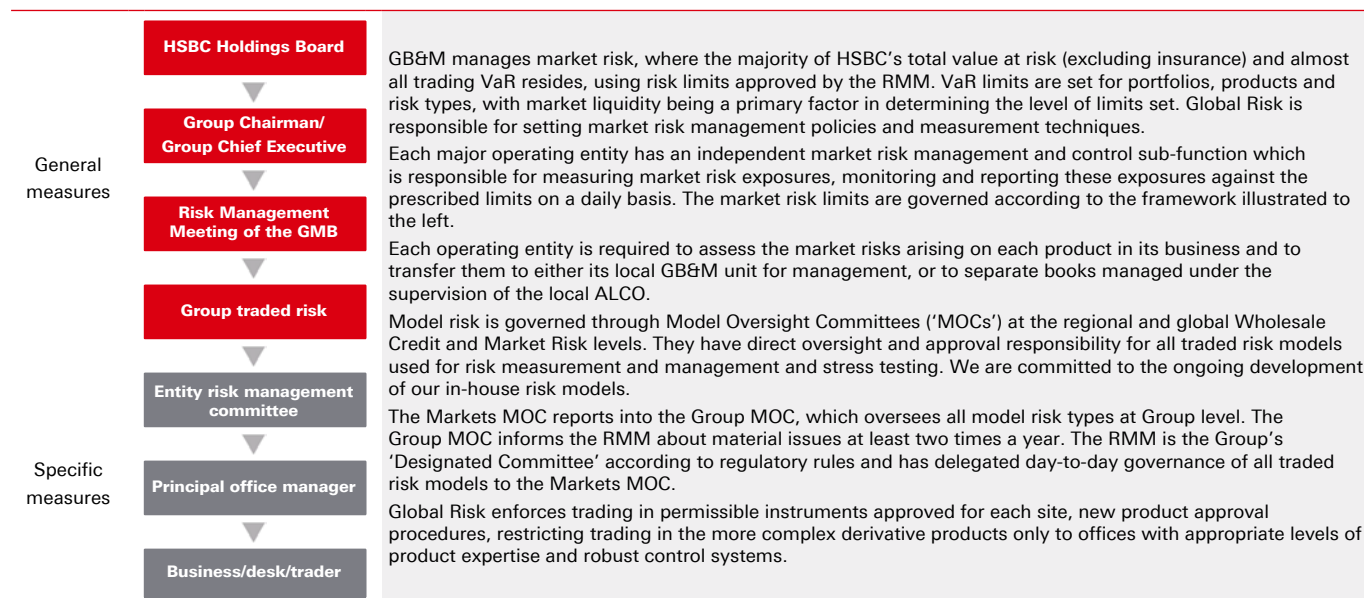 General
measures
HSBC Holdings Board
Group Chairman/
Group Chief Executive
Risk Management
Meeting of the GMB
Group traded risk
Specific
measures
Entity risk management
committee
Principal office manager
Business/desk/trader
GB&M manages market risk, where the majority of HSBC's total value at risk (excluding insurance) and almost
all trading VaR resides, using risk limits approved by the RMM. VaR limits are set for portfolios, products and
risk types, with market liquidity being a primary factor in determining the level of limits set. Global Risk is
responsible for setting market risk management policies and measurement techniques.
Each major operating entity has an independent market risk management and control sub-function which
is responsible for measuring market risk exposures, monitoring and reporting these exposures against the
prescribed limits on a daily basis. The market risk limits are governed according to the framework illustrated to
the left.
Each operating entity is required to assess the market risks arising on each product in its business and to
transfer them to either its local GB&M unit for management, or to separate books managed under the
supervision of the local ALCO.
Model risk is governed through Model Oversight Committees ('MOCs') at the regional and global Wholesale
Credit and Market Risk levels. They have direct oversight and approval responsibility for all traded risk models
used for risk measurement and management and stress testing. We are committed to the ongoing development
of our in-house risk models.
The Markets MOC reports into the Group MOC, which oversees all model risk types at Group level. The
Group MOC informs the RMM about material issues at least two times a year. The RMM is the Group's
'Designated Committee' according to regulatory rules and has delegated day-to-day governance of all traded
risk models to the Markets MOC.
Global Risk enforces trading in permissible instruments approved for each site, new product approval
procedures, restricting trading in the more complex derivative products only to offices with appropriate levels of
product expertise and robust control systems.